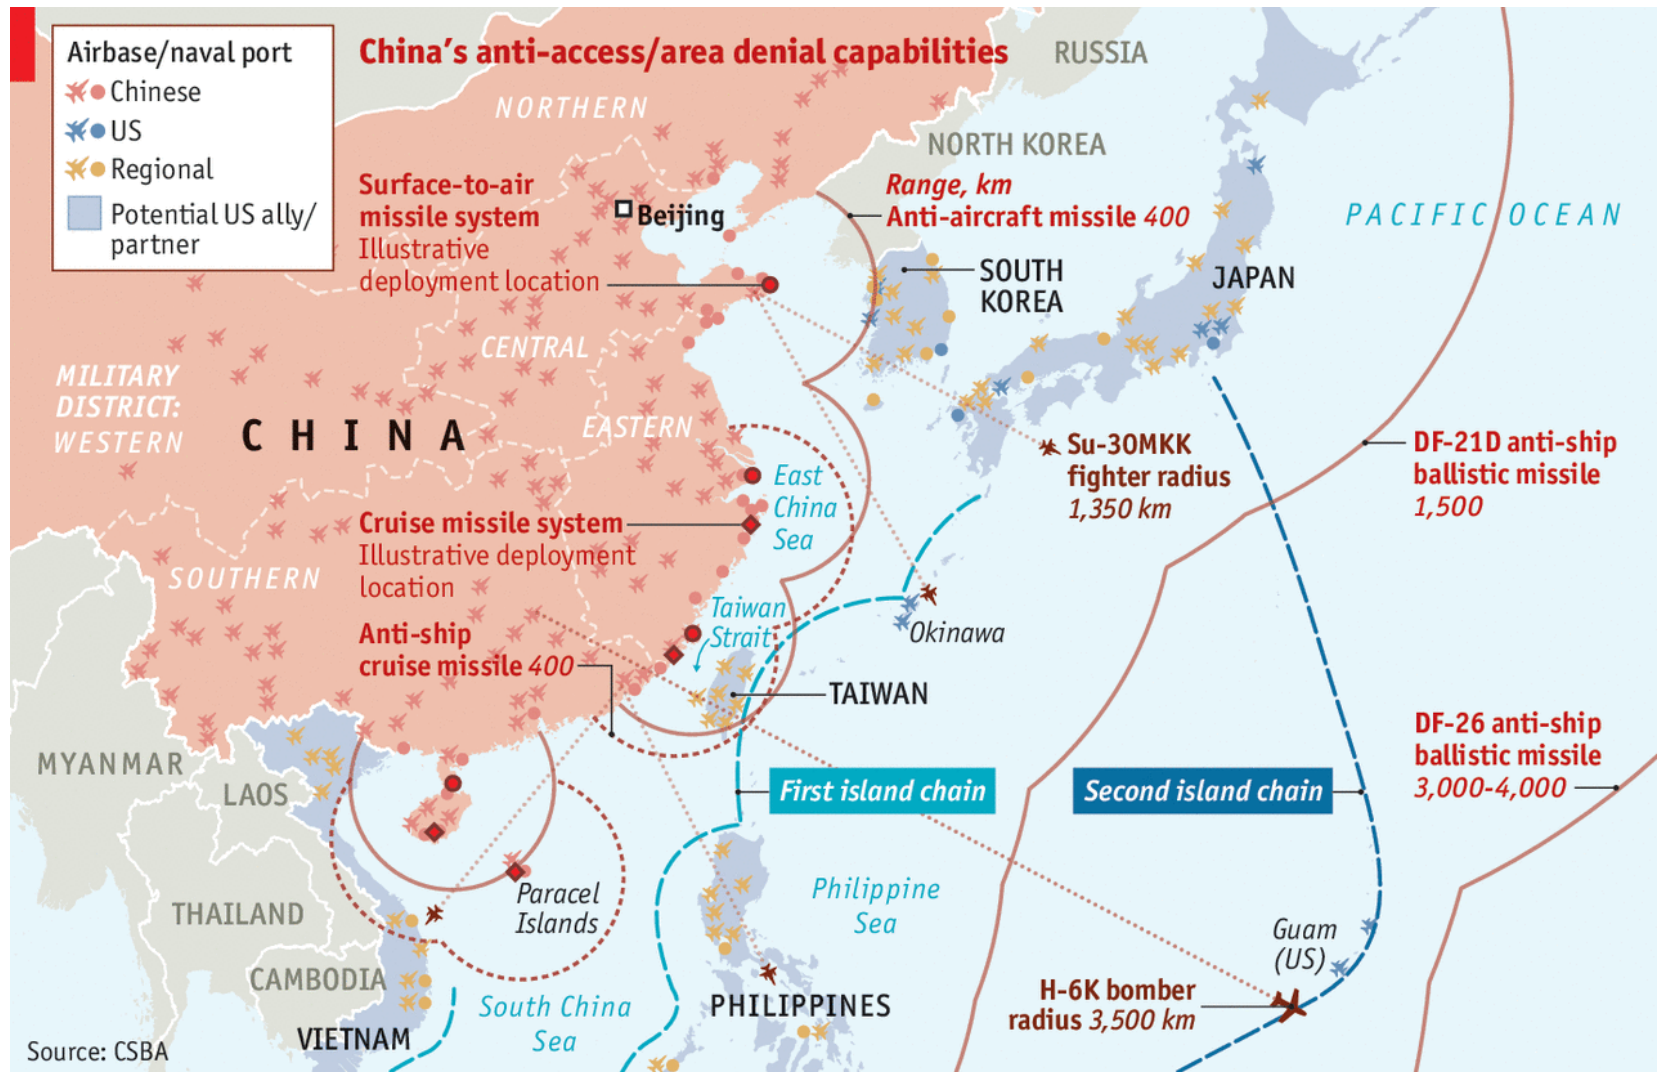 China's anti-access/area denial capabilities
Airbase/naval port
Chinese
US
Regional
Potential US ally/
partner
RUSSIA
NORTHERN
NORTH KOREA
Surface-to-air
missile system
Illustrative
deployment location
Beijing
Range, km
Anti-aircraft missile 400
PACIFIC OCEAN
SOUTH
KOREA
JAPAN
CENTRAL
MILITARY
DISTRICT:
WESTERN
CHINA
EASTERN
East
China
Sea
Su-30MKK
fighter radius
1,350 km
DF-21D anti-ship
ballistic missile
1,500
Cruise missile system
Illustrative deployment
location
SOUTHERN
Taiwan
Strait
Okinawa
Anti-ship
cruise missile 400
TAIWAN
DF-26 anti-ship
ballistic missile
3,000-4,000
MYANMAR
LAOS
First island chain
Second island chain
Paracel
Islands
Philippine
Sea
THAILAND
Guam
(US)
CAMBODIA
South China
Sea
PHILIPPINES
H-6K bomber
radius 3,500 km
VIETNAM
Source: CSBA